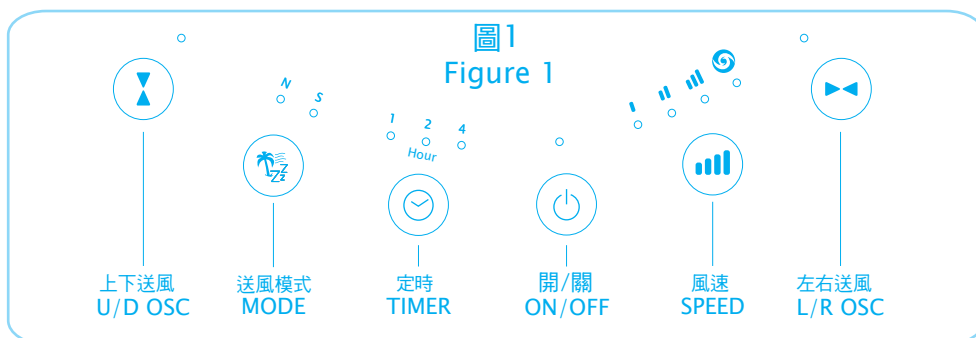 圖1
Figure 1
N S
1 2 4
Hour
ZZZ
上下送風
U/D OSC
送風模式
MODE
定時
TIMER
開/關
ON/OFF
風速
SPEED
左右送風
L/R OSC